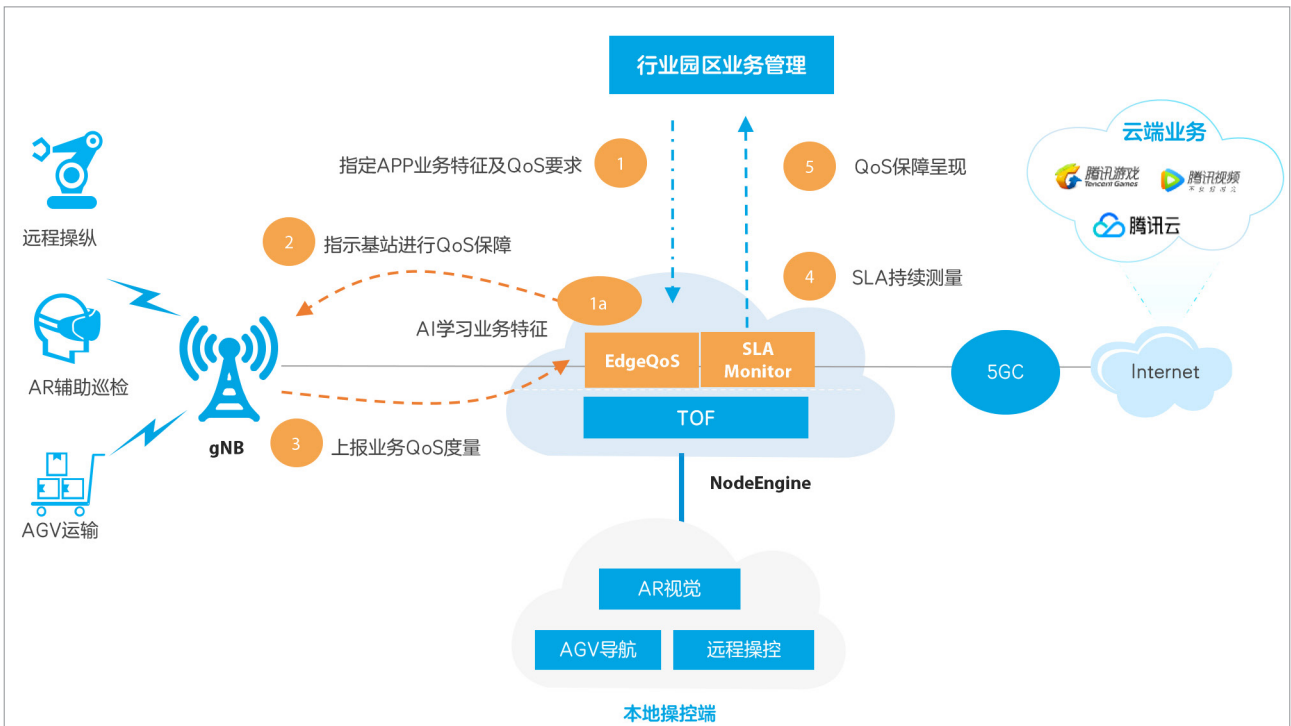 行业园区业务管理
指定APP业务特征及QoS要求
1
5
QoS保障呈现
云端业务
腾讯游戏
Tencent Games
腾讯视频
腾讯云
远程操纵
2
指示基站进行QoS保障
4
SLA持续测量
1a
AI学习业务特征
EdgeQoS
SLA
Monitor
TOF
5GC
Internet
AR辅助巡检
gNB
3
上报业务QoS度量
NodeEngine
AGV运输
AR视觉
AGV导航
远程操控
本地操控端